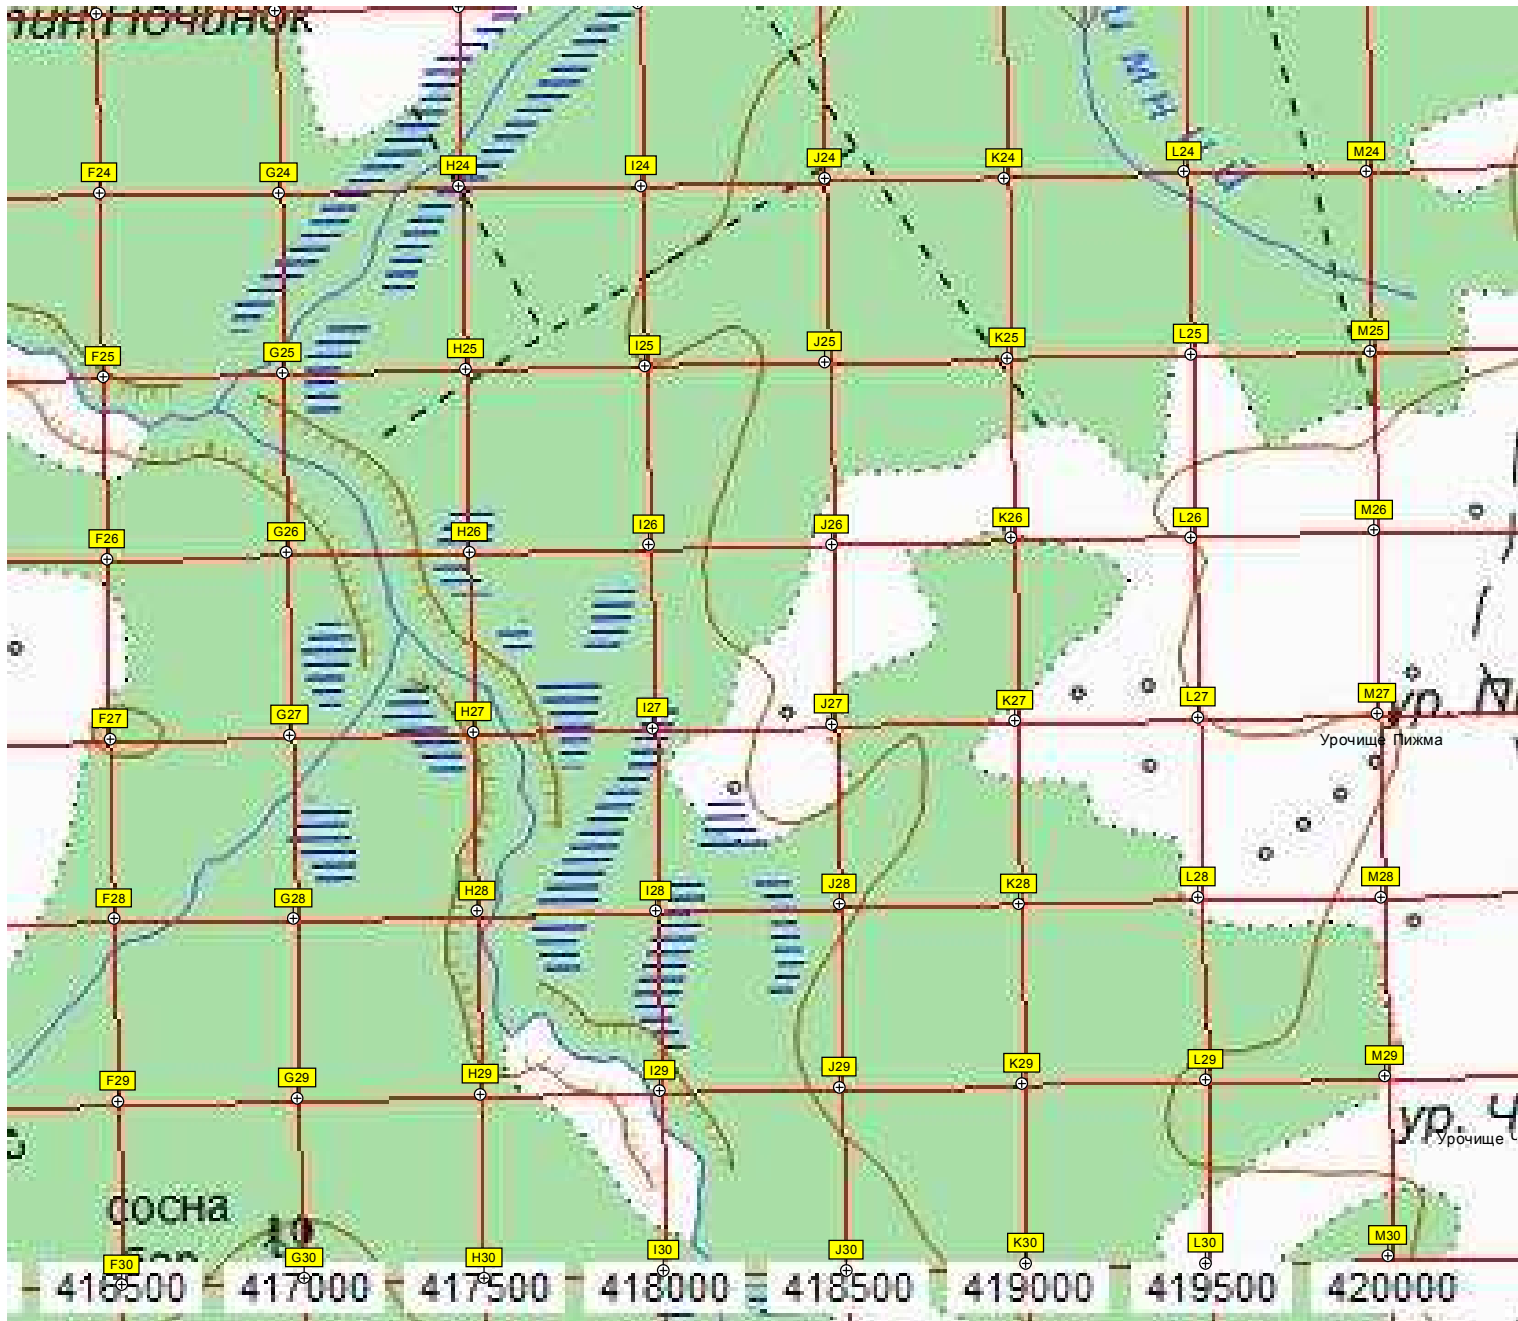 Починок
М И Н
F24 G24 H24 I24 J24 K24 L24 M24
F25 G25 H25 I25 J25 K25 L25 M25
F26 G26 H26 I26 J26 K26 L26 M26
F27 G27 H27 I27 J27 K27 L27 M27
ур.
Урочище Пижма
F28 G28 H28 I28 J28 K28 L28 M28
F29 G29 H29 I29 J29 K29 L29 M29
ур. Ч
Урочище Ч
сосна
F30 G30 H30 I30 J30 K30 L30 M30
416500 417000 417500 418000 418500 419000 419500 420000